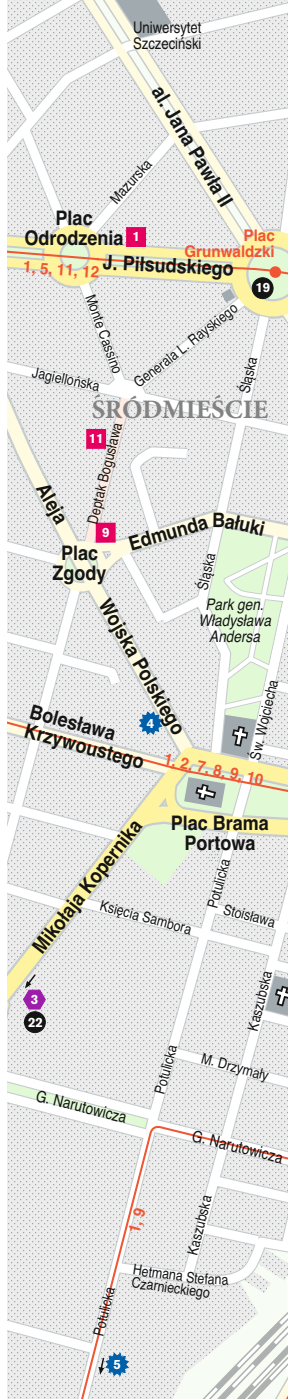 Uniwersytet
Szczeciński
al. Jana Pawła II
Mazurska
Plac
Odrodzenia
1
Plac
Grunwaldzki
1, 5, 11, 12
J. Piłsudskiego
19
Monte Cassino
Generała L. Rayskiego
Jagiellońska
Śląska
ŚRÓDMIEŚCIE
11
Deptak Bogusława
Aleja
9
Edmunda Bałuki
Plac
Zgody
Śląska
Park gen.
Władysława
Andersa
Wojska Polskiego
Św. Wojciecha
4
Bolesława
Krzywoustego
1, 2, 7, 8, 9, 10
Plac Brama
Portowa
Mikołaja Kopernika
Potulicka
Księcia Sambora
Stoisława
Kaszubska
3
22
Potulicka
M. Drzymały
G. Narutowicza
G. Narutowicza
1, 9
Kaszubska
Hetmana Stefana
Czarnieckiego
Potulicka
5